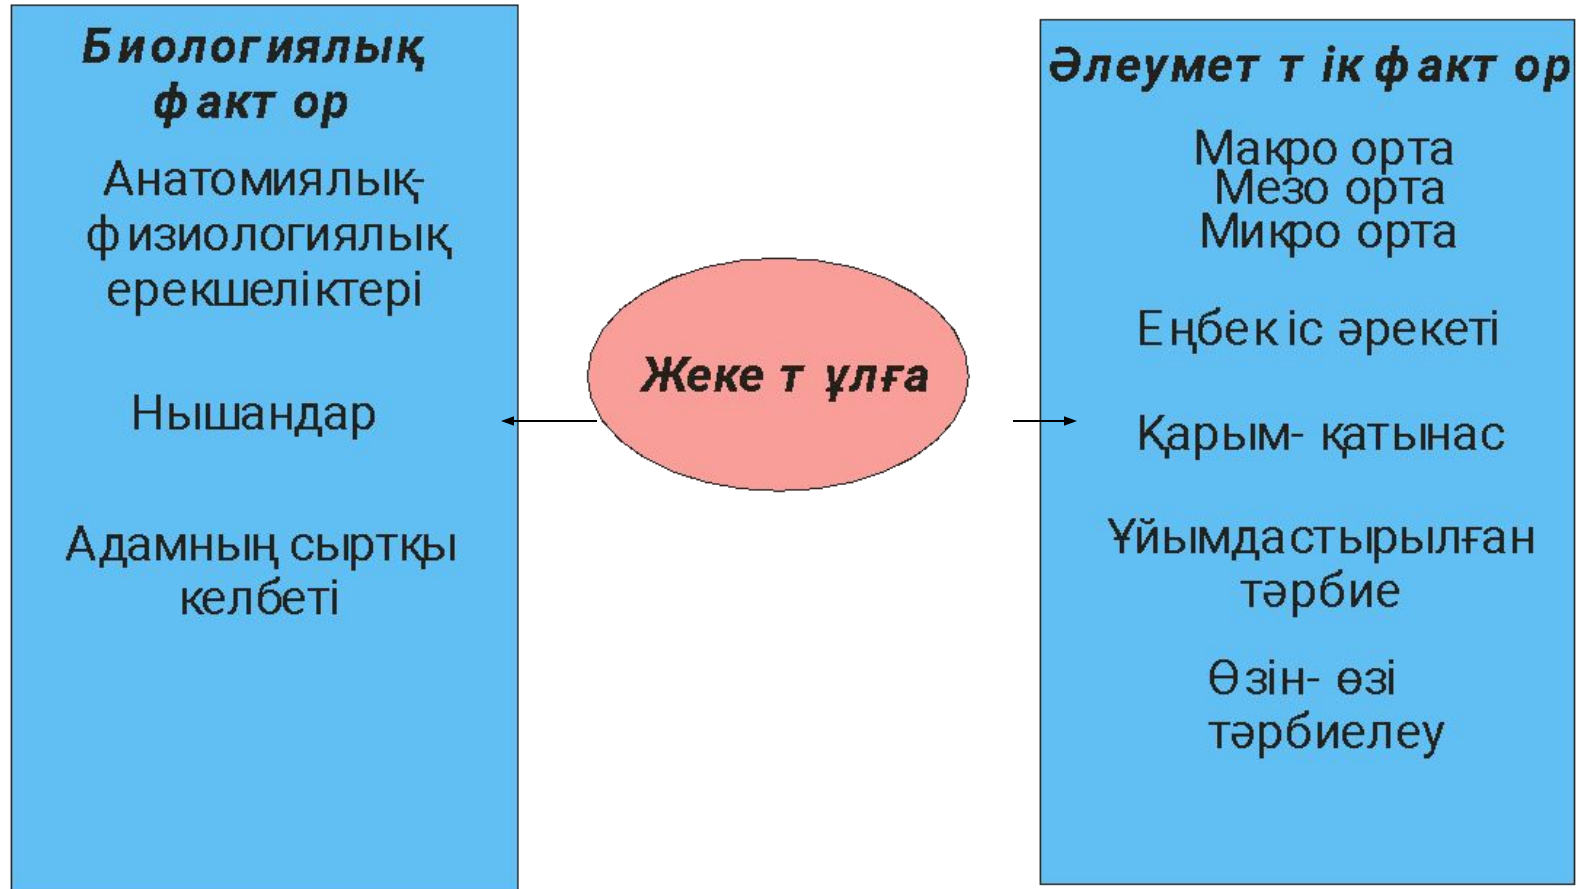 Биологиялық
фактор
Анатомиялық-
физиологиялық
ерекшеліктері
Нышандар
Адамның сыртқы
келбеті
Жеке тұлға
Әлеуметтік фактор
Макро орта
Мезо орта
Микро орта
Еңбек іс әрекеті
Қарым- қатынас
Ұйымдастырылған
тәрбие
Өзін- өзі
тәрбиелеу